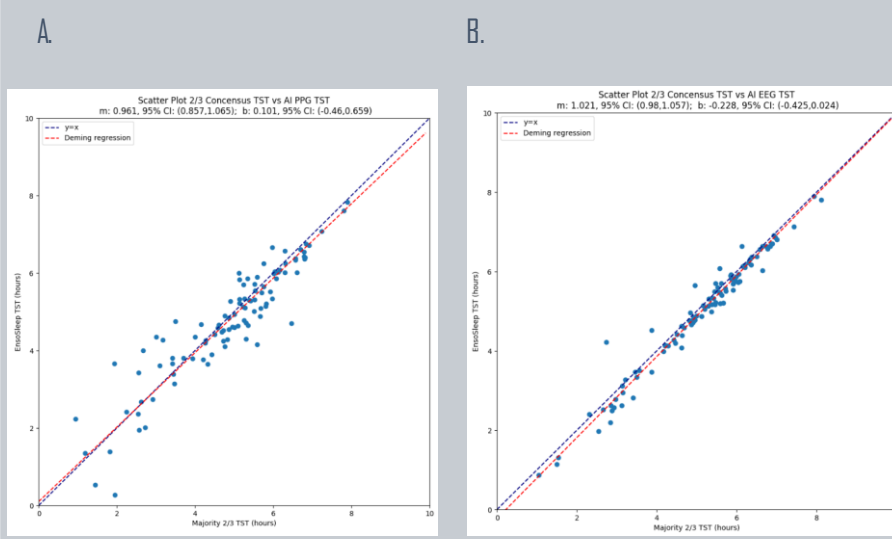 A.
B.
Scatter Plot 2/3 Concensus TST vs AI PPG TST
m: 0.961, 95% CI: (0.857,1.065); b: 0.101, 95% CI: (-0.46,0.659)
10
8
6
4
2
0
y=x
Deming regression
EnsoSleep TST (hours)
0 2 4 6 8 10
Majority 2/3 TST (hours)
Scatter Plot 2/3 Concensus TST vs AI EEG TST
m: 1.021, 95% CI: (0.98,1.057); b: -0.228, 95% CI: (-0.425,0.024)
10
8
6
4
2
0
y=x
Deming regression
EnsoSleep TST (hours)
2 4 6 8
Majority 2/3 TST (hours)